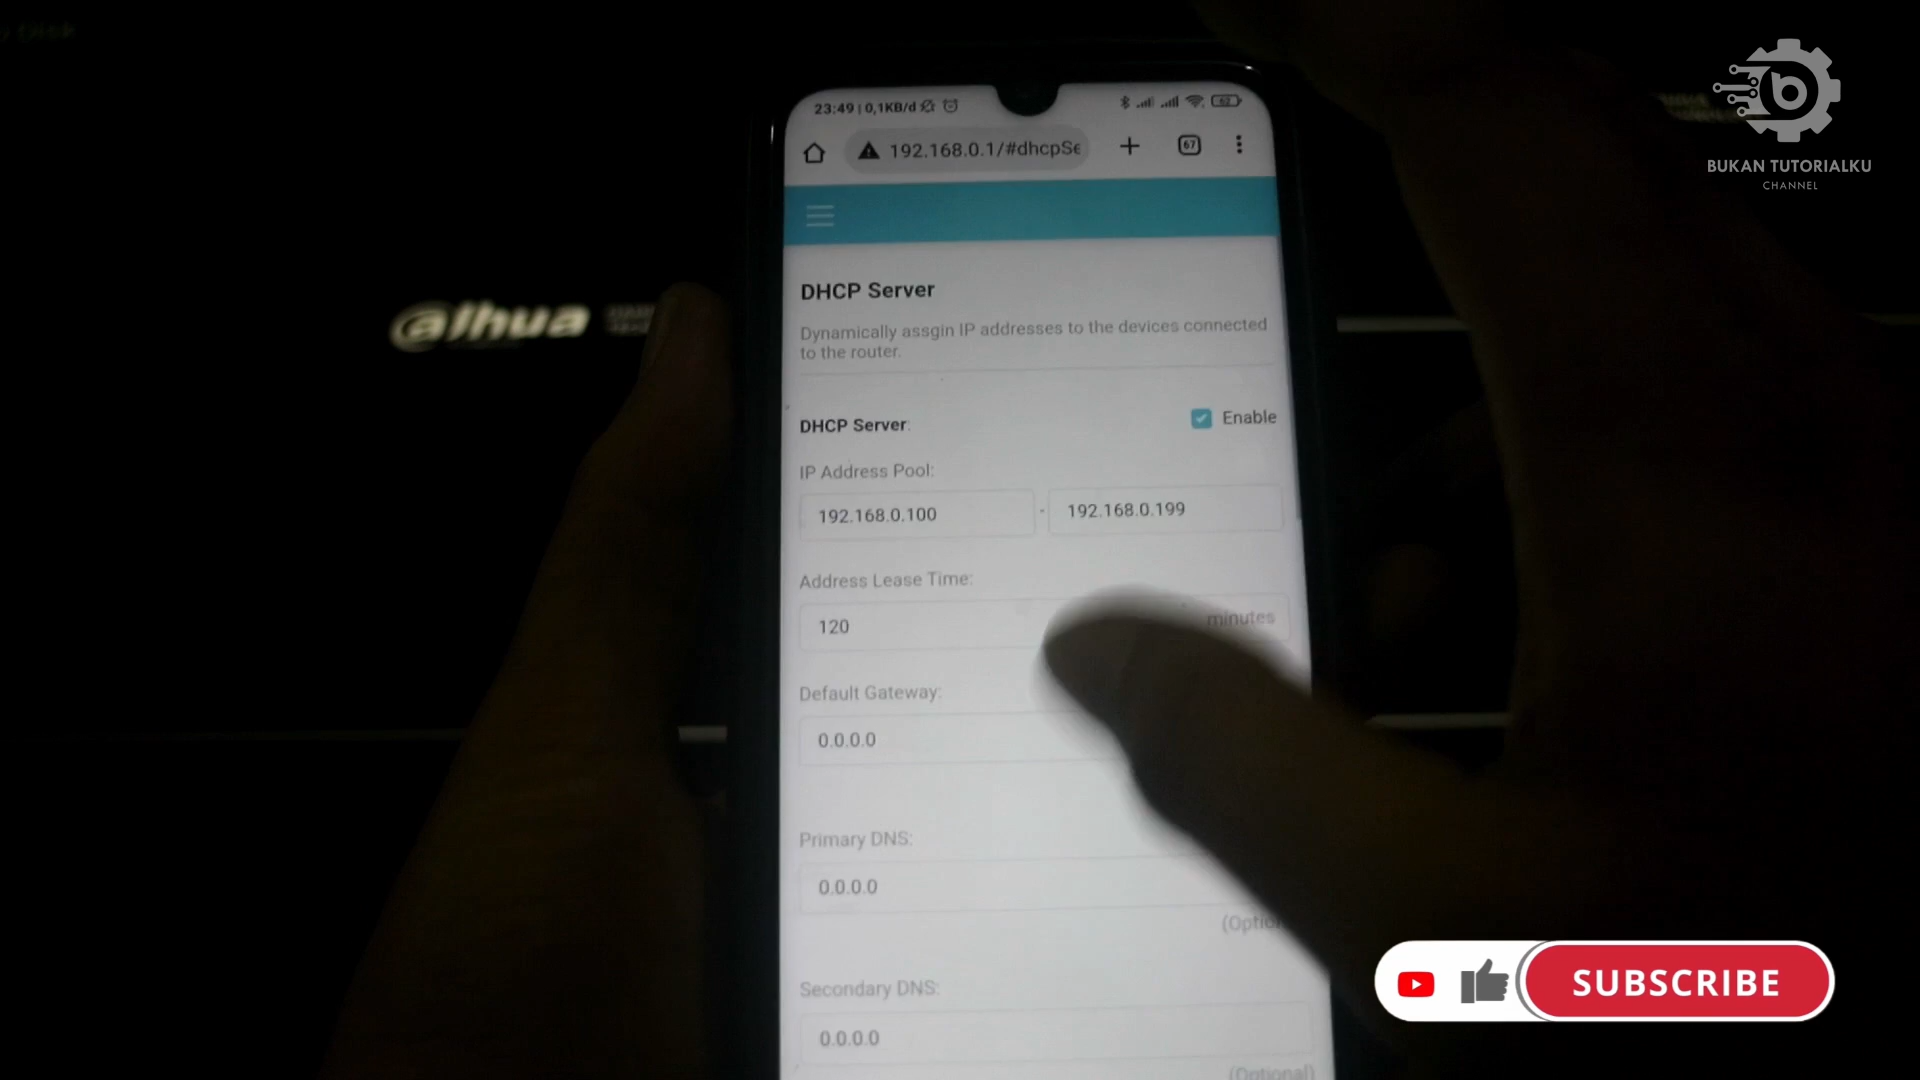 23:49 | 0,1KB/d
62
192.168.0.1/#dhcpSe
67
BUKAN TUTORIALKU
CHANNEL
DHCP Server
Dynamically assgin IP addresses to the devices connected
to the router.
alhua
DHCP Server:
Enable
IP Address Pool:
192.168.0.100 - 192.168.0.199
Address Lease Time:
120 minutes
Default Gateway:
0.0.0.0
Primary DNS:
0.0.0.0
(Option
Secondary DNS:
0.0.0.0
(Optional)
SUBSCRIBE